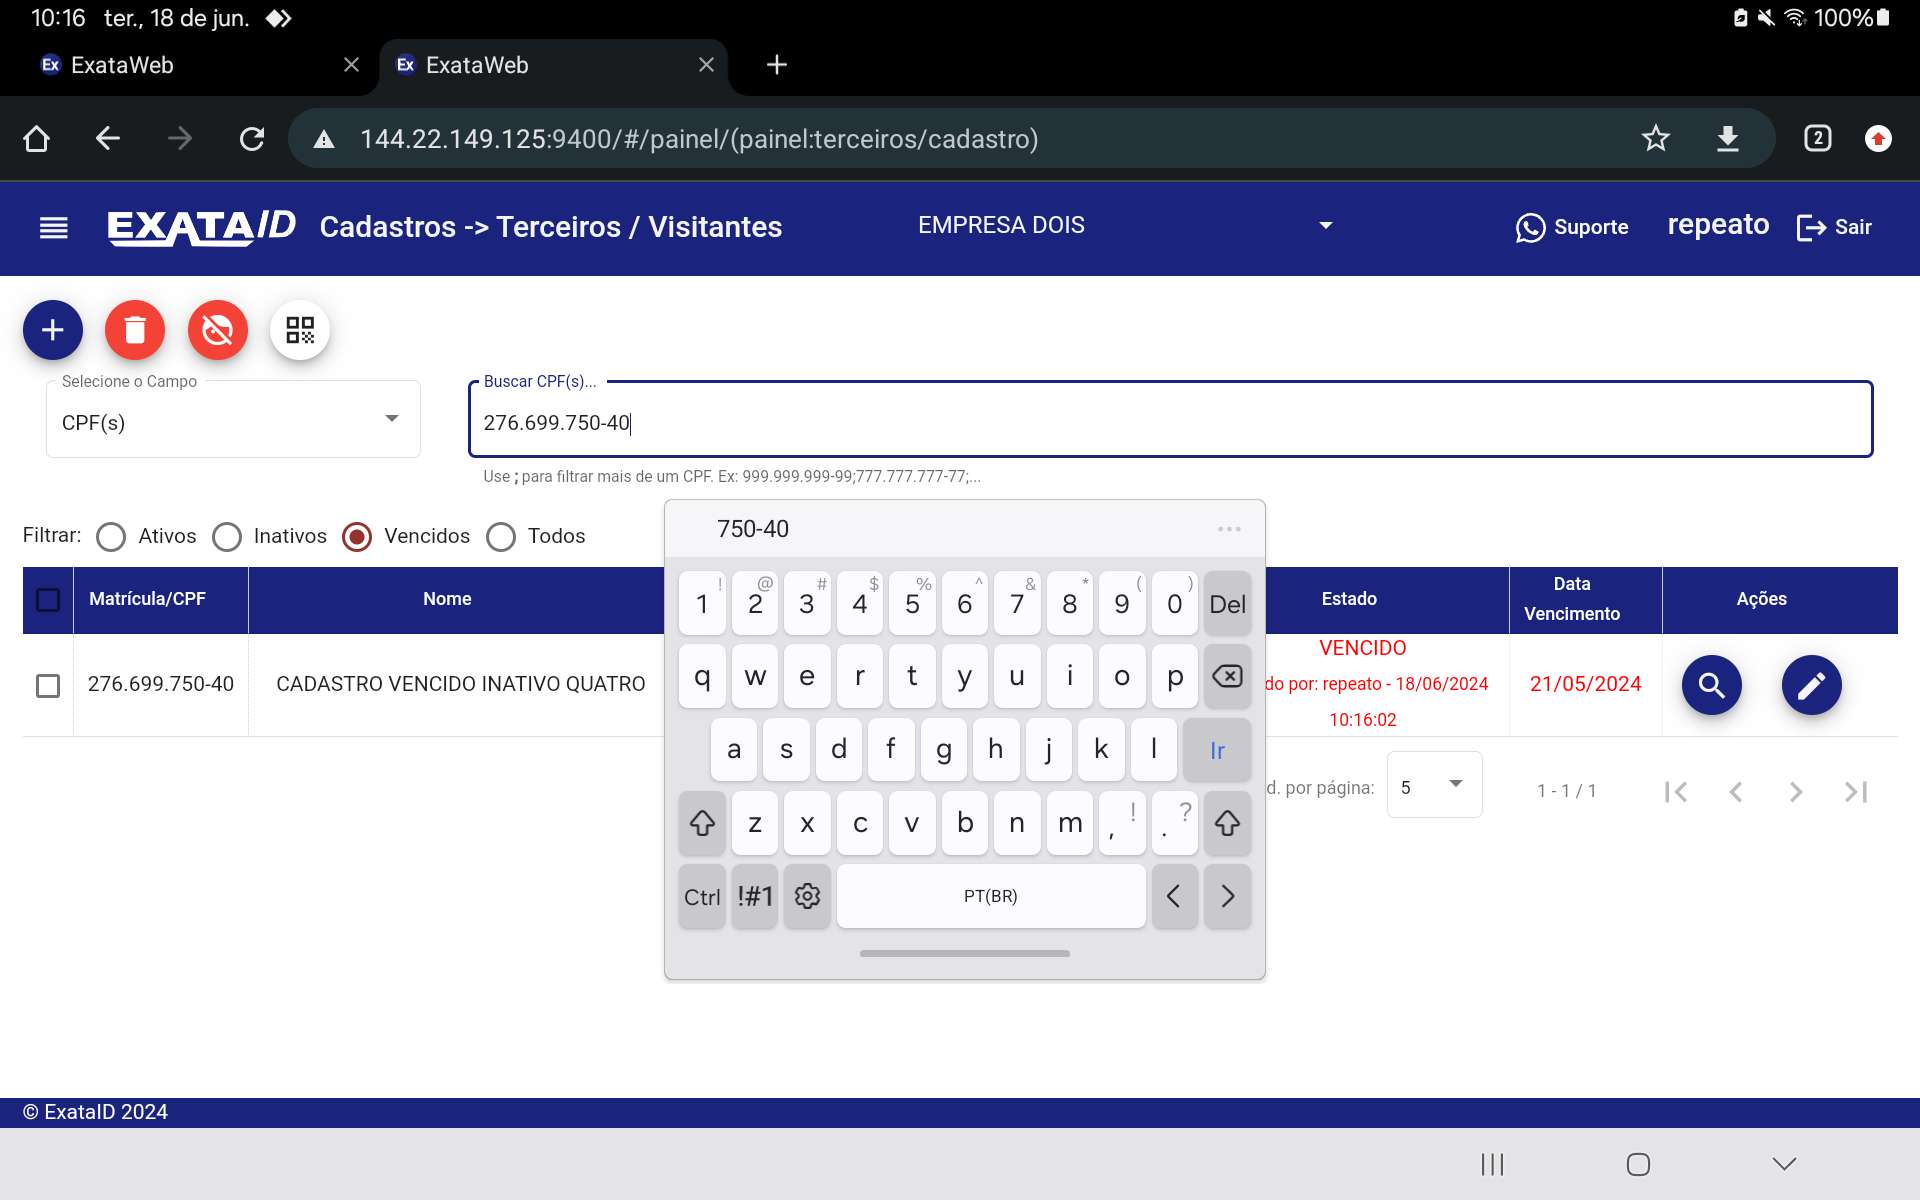 10:16 ter., 18 de jun. 100%
Ex ExataWeb Ex ExataWeb
144.22.149.125:9400/#/painel/(painel:terceiros/cadastro) 2
EXATAID Cadastros -> Terceiros / Visitantes EMPRESA DOIS Suporte repeato Sair
Selecione o Campo
CPF(s)
Buscar CPF(s)...
276.699.750-40
Use ; para filtrar mais de um CPF. Ex: 999.999.999-99;777.777.777-77;...
Filtrar: Ativos Inativos Vencidos Todos
Matrícula/CPF Nome Estado Data Vencimento Ações
276.699.750-40 CADASTRO VENCIDO INATIVO QUATRO
VENCIDO
do por: repeato - 18/06/2024
10:16:02
21/05/2024
d. por página: 5 1 - 1 / 1
750-40
! @ # $ % ^ & * ( )
1 2 3 4 5 6 7 8 9 0 Del
q w e r t y u i o p
a s d f g h j k l Ir
z x c v b n m , ! . ?
Ctrl !#1 PT(BR) < >
© ExataID 2024